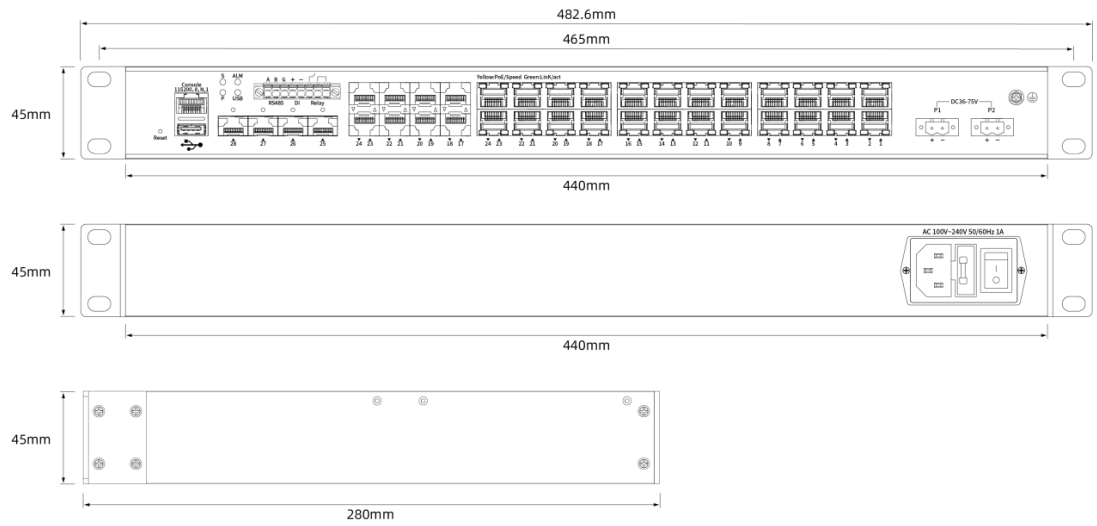 482.6mm
465mm
45mm
Console
115200, 8, N, 1
Reset
S ALM
P USB
A B G + −
RS485 DI Relay
28 27 26 25
24 23 22 21 20 19 18 17
Yellow:PoE/Speed Green:Link/act
24 23 22 21 20 19 18 17
16 15 14 13 12 11 10 9
8 7 6 5 4 3 2 1
DC36-75V
P1 P2
+ − + −
440mm
45mm
AC 100V~240V 50/60Hz 1A
440mm
45mm
280mm